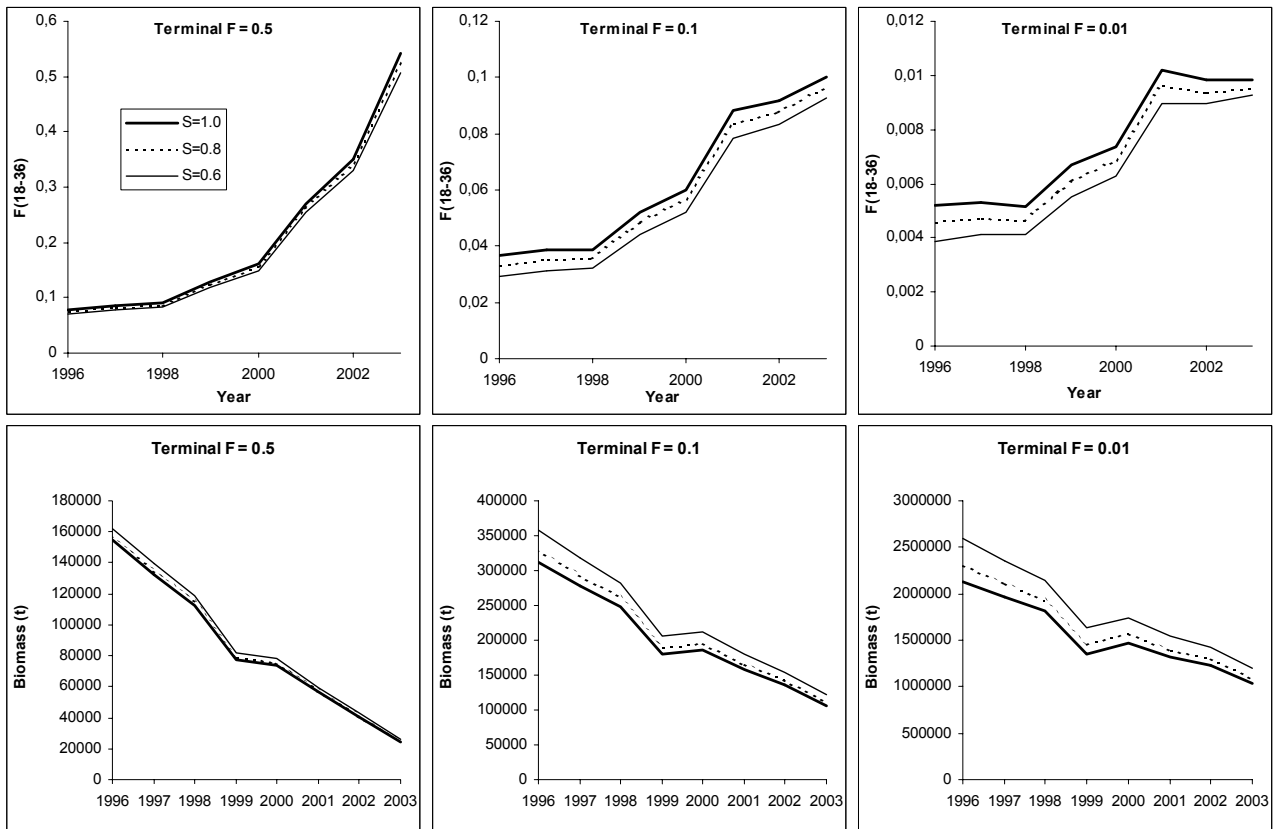 Terminal F = 0.5
F(18-36)
0,6
0,5
0,4
0,3
0,2
0,1
0
S=1.0
S=0.8
S=0.6
1996 1998 2000 2002
Year
Terminal F = 0.1
F(18-36)
0,12
0,1
0,08
0,06
0,04
0,02
0
1996 1998 2000 2002
Year
Terminal F = 0.01
F(18-36)
0,012
0,01
0,008
0,006
0,004
0,002
0
1996 1998 2000 2002
Year
Terminal F = 0.5
Biomass (t)
180000
160000
140000
120000
100000
80000
60000
40000
20000
0
1996 1997 1998 1999 2000 2001 2002 2003
Terminal F = 0.1
Biomass (t)
400000
350000
300000
250000
200000
150000
100000
50000
0
1996 1997 1998 1999 2000 2001 2002 2003
Terminal F = 0.01
Biomass (t)
3000000
2500000
2000000
1500000
1000000
500000
0
1996 1997 1998 1999 2000 2001 2002 2003